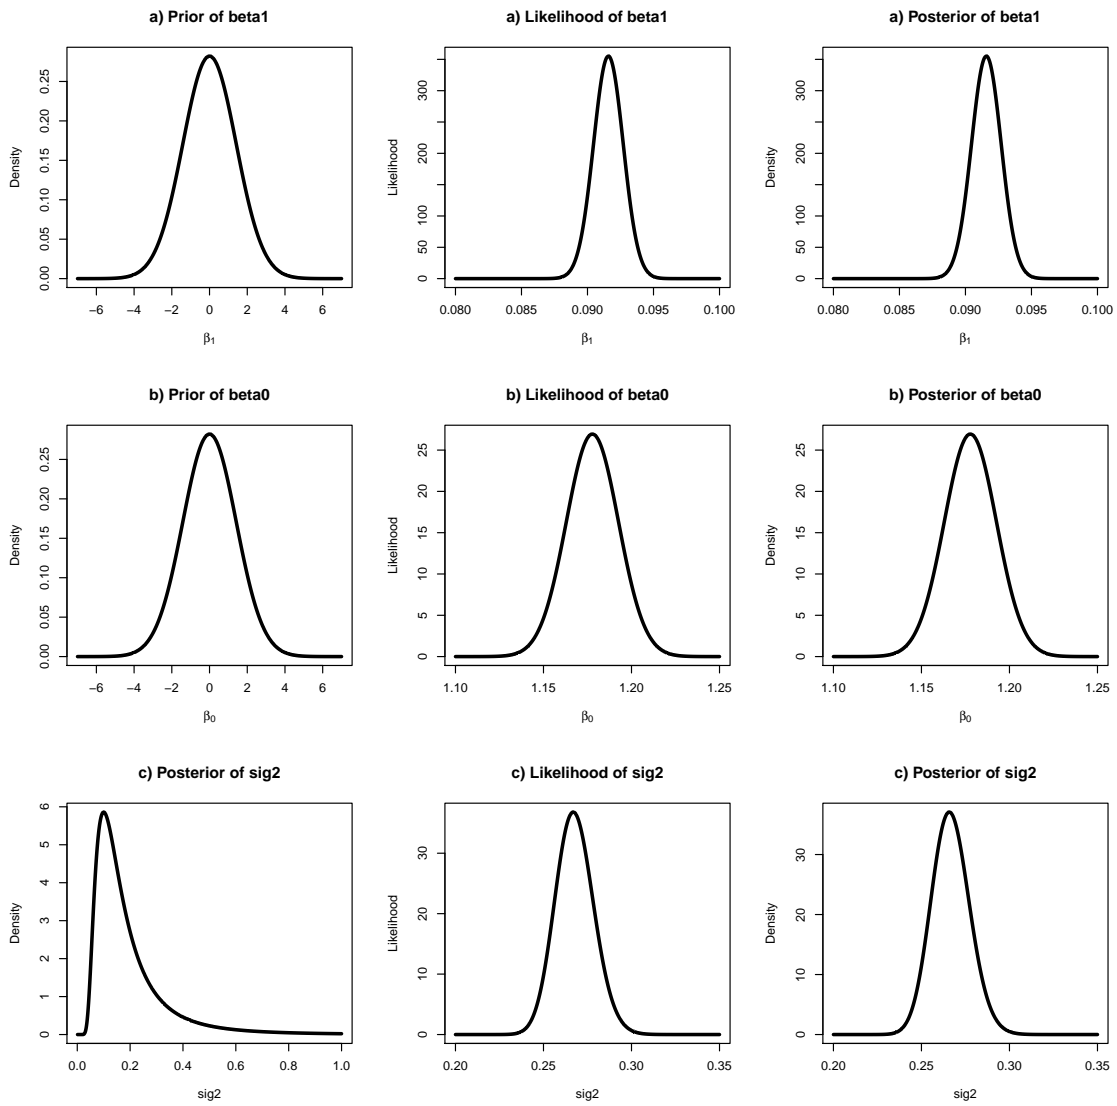 a) Prior of beta1
Density
0.00 0.05 0.10 0.15 0.20 0.25
−6 −4 −2 0 2 4 6
β1
a) Likelihood of beta1
Likelihood
0 50 100 200 300
0.080 0.085 0.090 0.095 0.100
β1
a) Posterior of beta1
Density
0 50 100 200 300
0.080 0.085 0.090 0.095 0.100
β1
b) Prior of beta0
Density
0.00 0.05 0.10 0.15 0.20 0.25
−6 −4 −2 0 2 4 6
β0
b) Likelihood of beta0
Likelihood
0 5 10 15 20 25
1.10 1.15 1.20 1.25
β0
b) Posterior of beta0
Density
0 5 10 15 20 25
1.10 1.15 1.20 1.25
β0
c) Posterior of sig2
Density
0 1 2 3 4 5 6
0.0 0.2 0.4 0.6 0.8 1.0
sig2
c) Likelihood of sig2
Likelihood
0 10 20 30
0.20 0.25 0.30 0.35
sig2
c) Posterior of sig2
Density
0 10 20 30
0.20 0.25 0.30 0.35
sig2